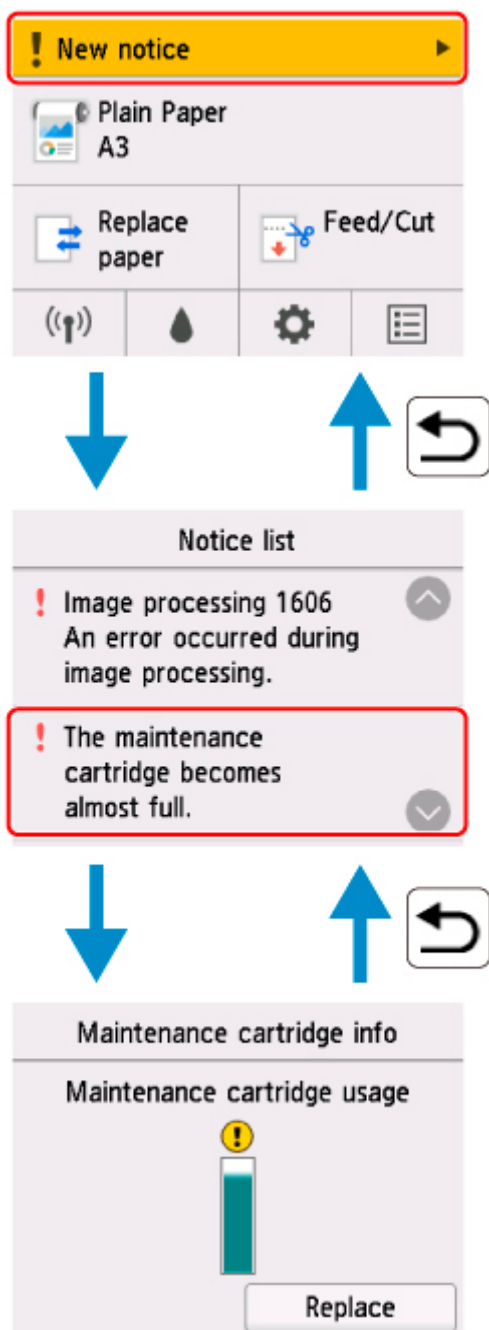 New notice
Plain Paper
A3
Replace
paper
Feed/Cut
Notice list
Image processing 1606
An error occurred during
image processing.
The maintenance
cartridge becomes
almost full.
Maintenance cartridge info
Maintenance cartridge usage
Replace